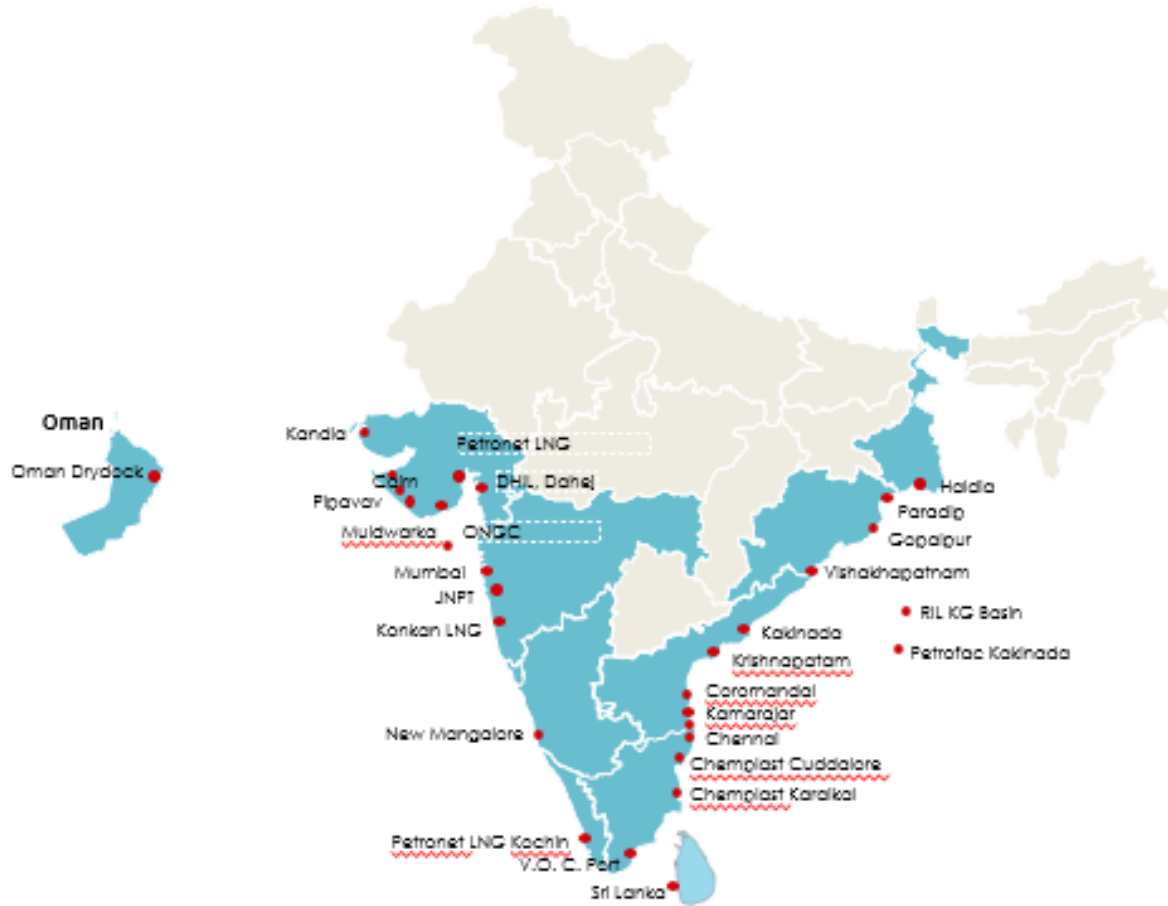 Oman
Oman Drydock
Kandla
Petronet LNG
Cairn
DHIL, Dahej
Pipavav
Muldwarka
ONGC
Mumbai
JNPT
Konkan LNG
New Mangalore
Petronet LNG Kochin
V.O. C. Port
Sri Lanka
Haldia
Paradip
Gopalpur
Vishakhapatnam
RIL KG Basin
Kakinada
Petrofac Kakinada
Krishnapatam
Coromandal
Kamarajar
Chennai
Chemplast Cuddalore
Chemplast Karaikal